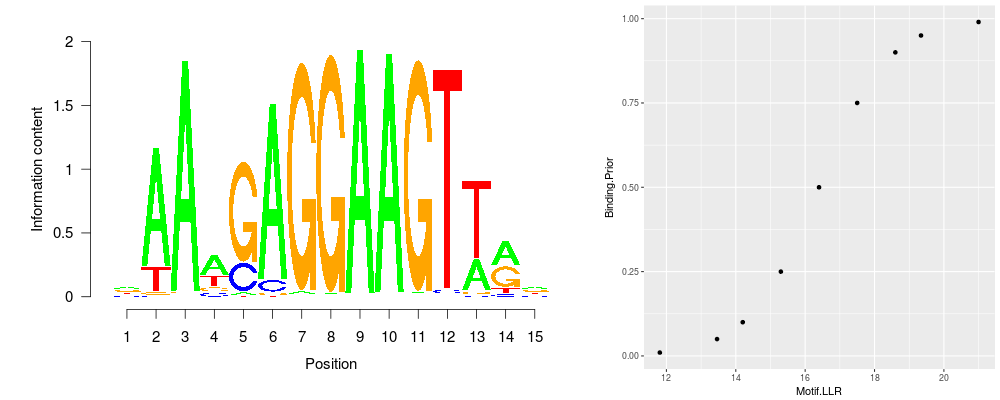 Information content
2
1.5
1
0.5
0
A T A A T G C A C G G A A G T T A A G T
1 2 3 4 5 6 7 8 9 10 11 12 13 14 15
Position
Binding.Prior
1.00
0.75
0.50
0.25
0.00
12 14 16 18 20
Motif.LLR